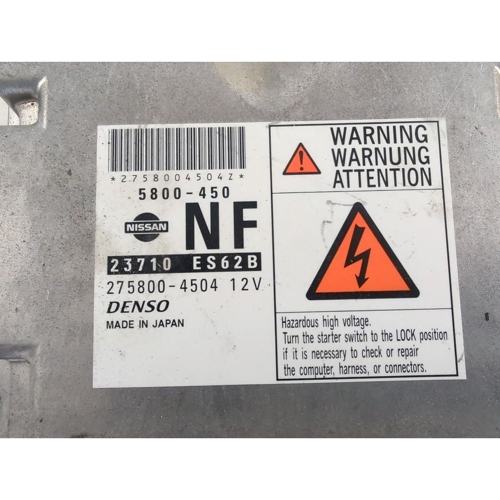 *2758004504Z*
5800-450
NISSAN
NF
23710 ES62B
275800-4504 12V
DENSO
MADE IN JAPAN
WARNING
WARNUNG
ATTENTION
Hazardous high voltage.
Turn the starter switch to the LOCK position
if it is necessary to check or repair
the computer, harness, or connectors.